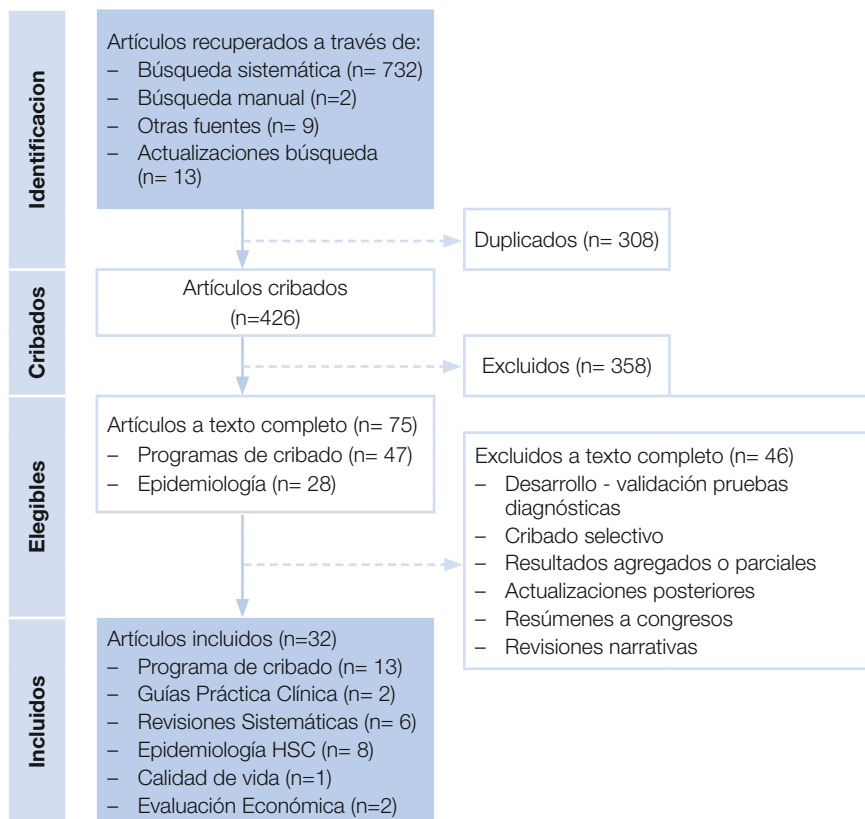 Identificacion
Artículos recuperados a través de:
– Búsqueda sistemática (n= 732)
– Búsqueda manual (n=2)
– Otras fuentes (n= 9)
– Actualizaciones búsqueda
(n= 13)
Duplicados (n= 308)
Cribados
Artículos cribados
(n=426)
Excluidos (n= 358)
Elegibles
Artículos a texto completo (n= 75)
– Programas de cribado (n= 47)
– Epidemiología (n= 28)
Excluidos a texto completo (n= 46)
– Desarrollo - validación pruebas
diagnósticas
– Cribado selectivo
– Resultados agregados o parciales
– Actualizaciones posteriores
– Resúmenes a congresos
– Revisiones narrativas
Incluidos
Artículos incluidos (n=32)
– Programa de cribado (n= 13)
– Guías Práctica Clínica (n= 2)
– Revisiones Sistemáticas (n= 6)
– Epidemiología HSC (n= 8)
– Calidad de vida (n=1)
– Evaluación Económica (n=2)